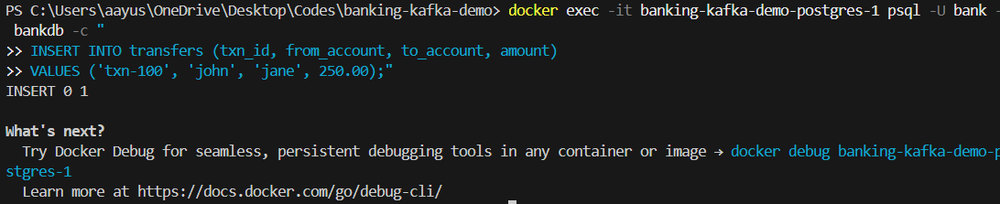 PS C:\Users\aayus\OneDrive\Desktop\Codes\banking-kafka-demo> docker exec -it banking-kafka-demo-postgres-1 psql -U bank -
bankdb -c "
>> INSERT INTO transfers (txn_id, from_account, to_account, amount)
>> VALUES ('txn-100', 'john', 'jane', 250.00);"
INSERT 0 1
What's next?
Try Docker Debug for seamless, persistent debugging tools in any container or image → docker debug banking-kafka-demo-p
stgres-1
Learn more at https://docs.docker.com/go/debug-cli/